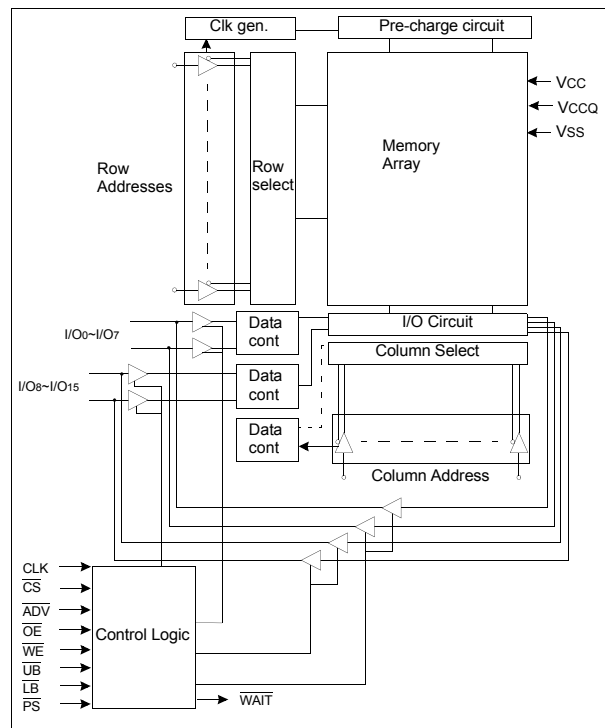 Clk gen.
Pre-charge circuit
VCC
VCCQ
VSS
Memory
Array
Row
Addresses
Row
select
I/O0~I/O7
Data
cont
I/O Circuit
Column Select
I/O8~I/O15
Data
cont
Data
cont
Column Address
CLK
CS
ADV
OE
WE
UB
LB
PS
Control Logic
WAIT